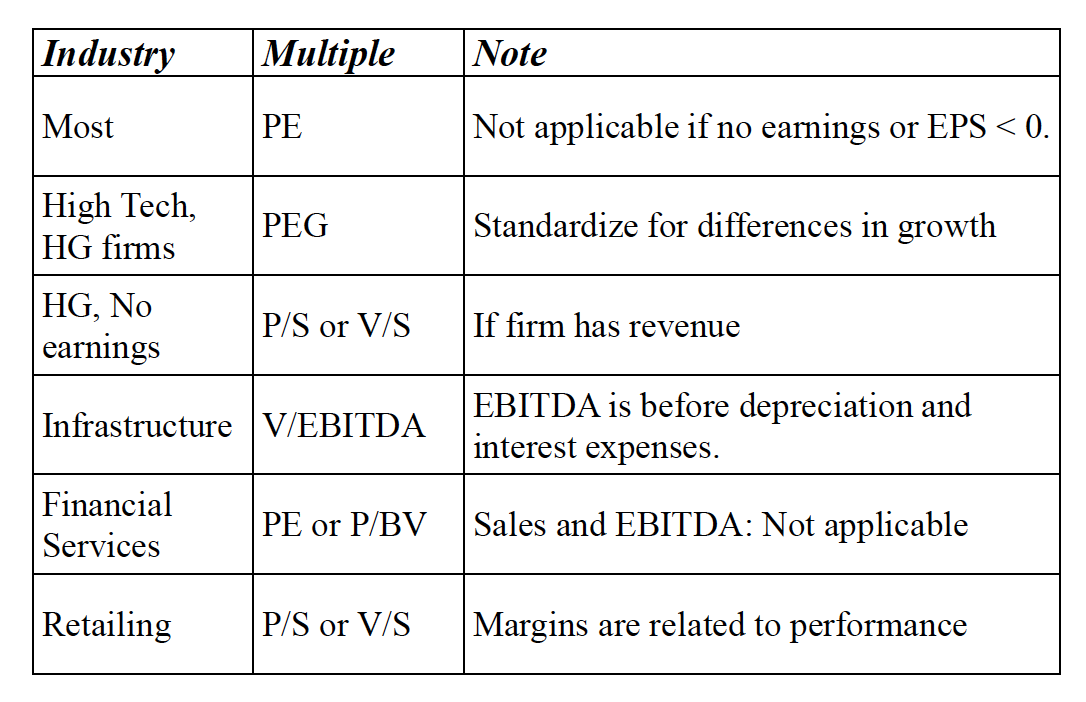 Industry Multiple Note
Most PE Not applicable if no earnings or EPS < 0.
High Tech,
HG firms PEG Standardize for differences in growth
HG, No
earnings P/S or V/S If firm has revenue
Infrastructure V/EBITDA EBITDA is before depreciation and
interest expenses.
Financial
Services PE or P/BV Sales and EBITDA: Not applicable
Retailing P/S or V/S Margins are related to performance